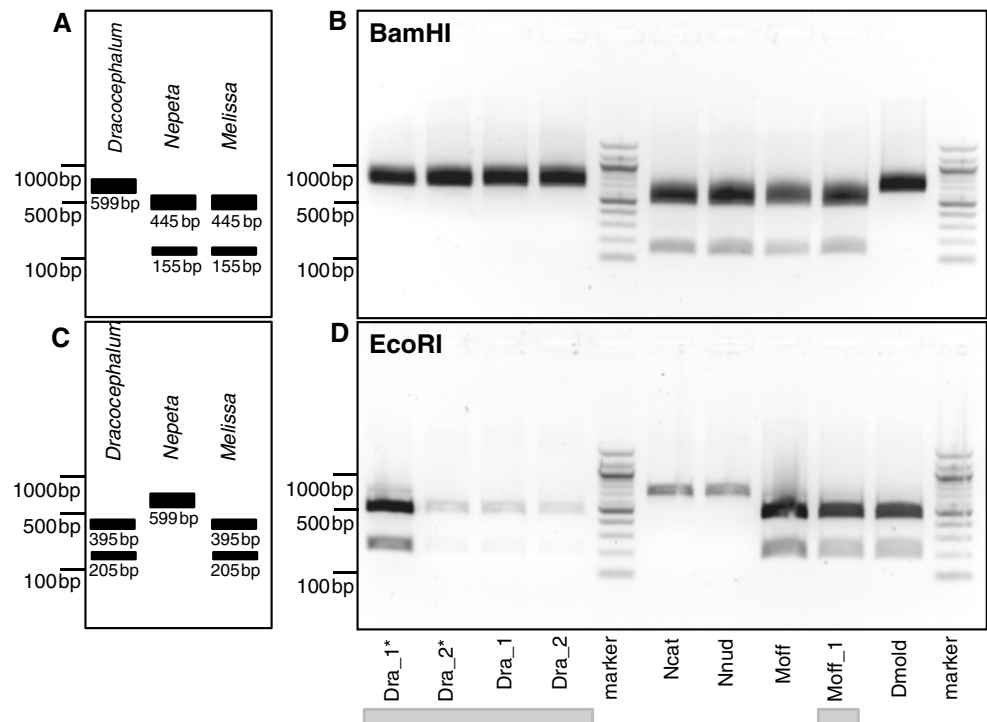 A
Dracocephalum
Nepeta
Melissa
1000bp
500bp
100bp
599bp
445bp
445bp
155bp
155bp
B
BamHI
1000bp
500bp
100bp
C
Dracocephalum
Nepeta
Melissa
1000bp
500bp
100bp
599bp
395bp
395bp
205bp
205bp
D
EcoRI
1000bp
500bp
100bp
Dra_1*
Dra_2*
Dra_1
Dra_2
marker
Ncat
Nnud
Moff
Moff_1
Dmold
marker